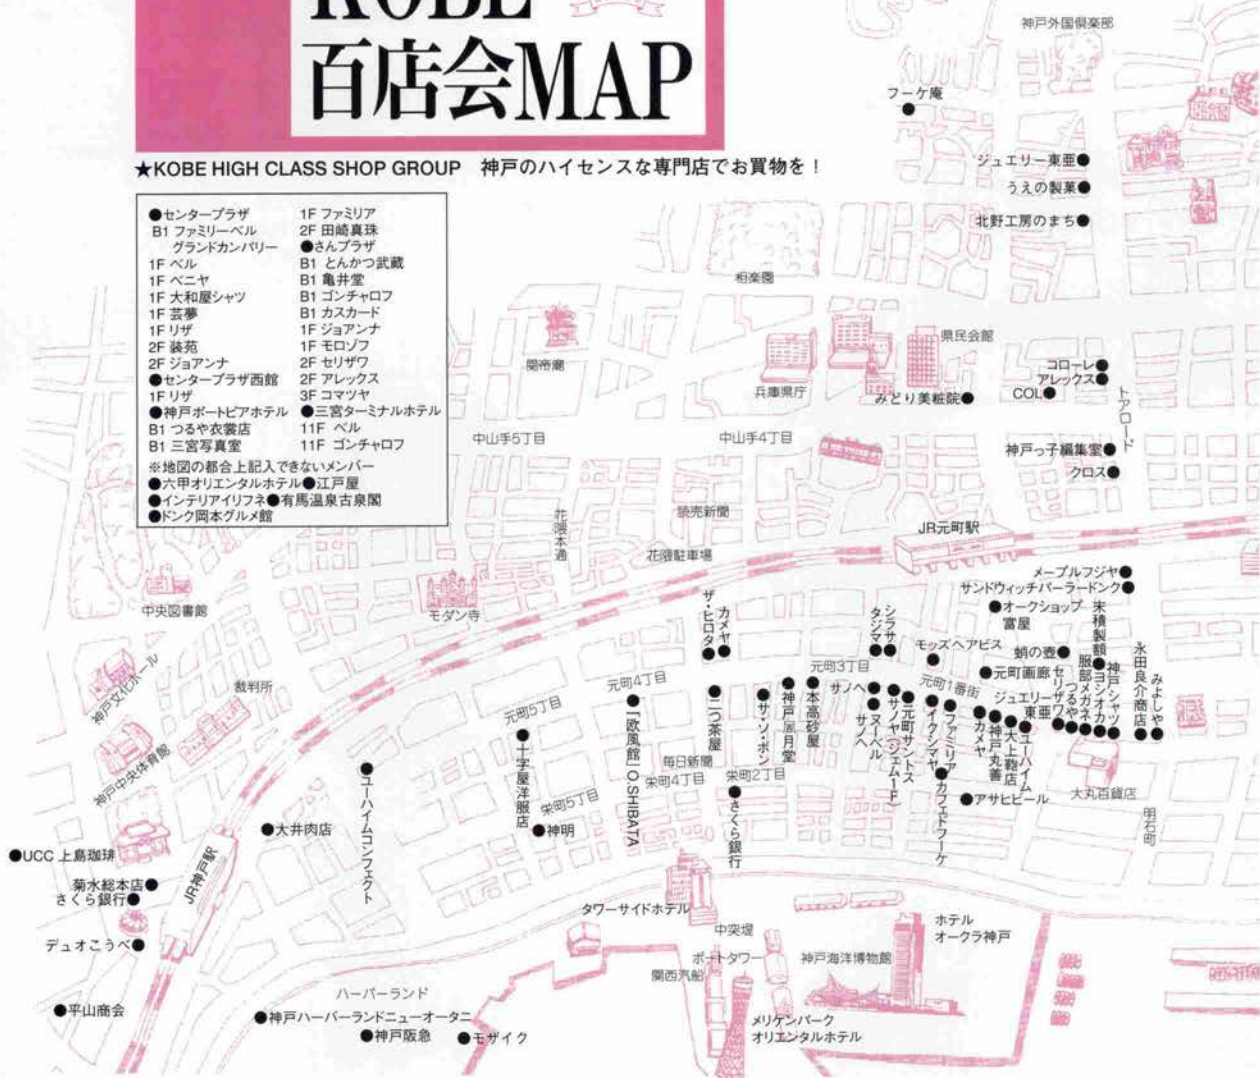 KOBE
百店会MAP
★KOBE HIGH CLASS SHOP GROUP 神戸のハイセンスな専門店でお買物を！
●センタープラザ
B1 ファミリーベル
グランドカンパリー
1F ベル
1F ベニヤ
1F 大和屋シャツ
1F 芸夢
1F リザ
2F 装苑
2F ジョアンナ
●センタープラザ西館
1F リザ
●神戸ポートピアホテル
B1 つるや衣裳店
B1 三宮写真室
1F ファミリア
2F 田崎真珠
●さんプラザ
B1 とんかつ武蔵
B1 亀井堂
B1 ゴンチャロフ
B1 カスカード
1F ジョアンナ
1F モロゾフ
2F セリザワ
2F アレックス
3F コマツヤ
●三宮ターミナルホテル
11F ベル
11F ゴンチャロフ
※地図の都合上記入できないメンバー
●六甲オリエンタルホテル●江戸屋
●インテリアイリフネ●有馬温泉古泉閣
●ドンク岡本グルメ館
神戸外国倶楽部
フーケ庵
ジュエリー東亜●
うえの製菓●
北野工房のまち●
相楽園
関帝廟
兵庫県庁
県民会館
みどり美粧院●
コローレ●
アレックス●
COL●
トアロード
中山手5丁目
中山手4丁目
神戸っ子編集室●
クロス●
花隈本通
読売新聞
花隈駐車場
JR元町駅
中央図書館
モダン寺
メープルフジヤ●
サンドウィッチパーラードンク●
●オークショップ
富屋
末積製額
ザ・ヒロタ
カメヤ
タジマ
シラサ
モッズヘアビス
蛸の壺●
●元町画廊
永田良介商店
みよしや
神戸文化ホール
裁判所
元町4丁目
元町3丁目
元町1番街
元町5丁目
セリザワ
つるや
服部メガネ
ヨシオカ
神戸シャツ
ジュエリー
東亜
サノヘ
ヌーベル
サノヘ
サノヤ（ジェム1F）
元町サントス
イクシマヤ
ファミリア
カメヤ
神戸丸善
大上鞄店
ユーハイム
神戸中央体育館
十字屋洋服店
「欧風館」O.SHIBATA
二つ茶屋
サ・ソ・ボン
神戸風月堂
本高砂屋
毎日新聞
栄町4丁目
栄町2丁目
栄町5丁目
さくら銀行
カフェドフーケ
●アサヒビール
大丸百貨店
明石町
ユーハイムコンフェクト
●大井肉店
●神明
●UCC 上島珈琲
JR神戸駅
菊水総本店●
さくら銀行●
デュオこうべ●
●平山商会
タワーサイドホテル
中突堤
ポートタワー
関西汽船
神戸海洋博物館
ホテル
オークラ神戸
ハーバーランド
●神戸ハーバーランドニューオータニ
●神戸阪急
●モザイク
メリケンパーク
オリエンタルホテル